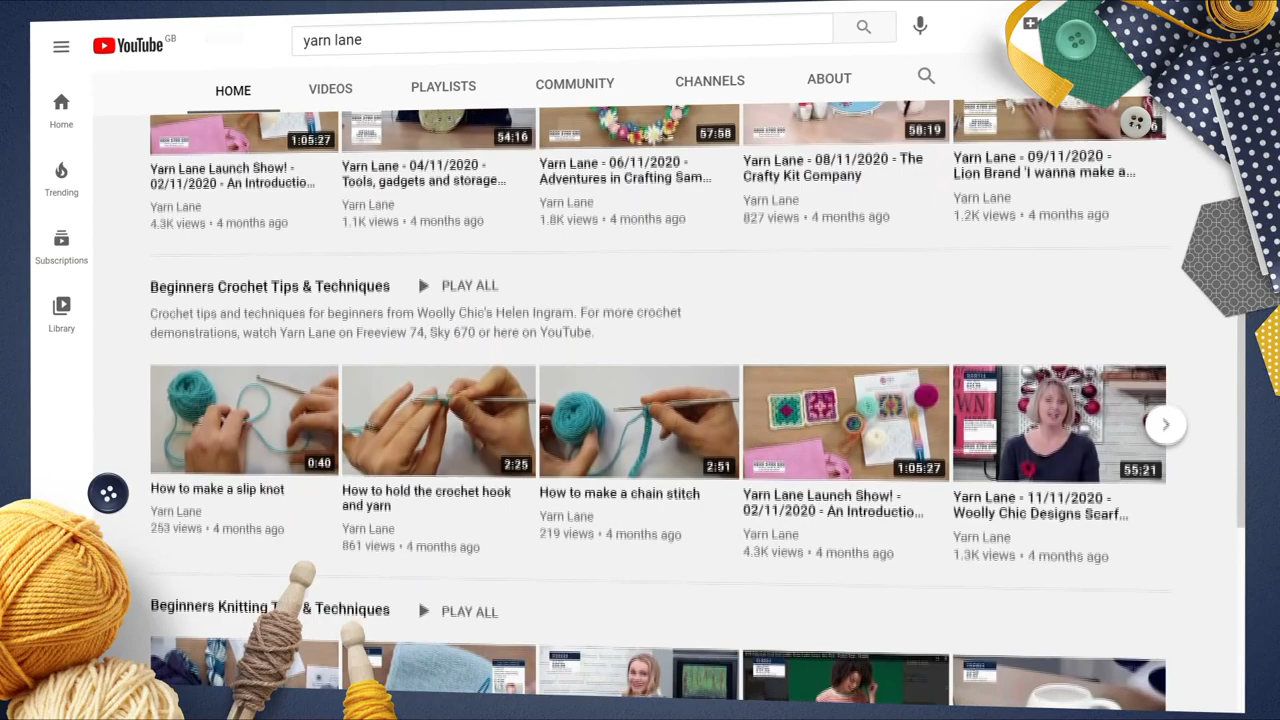 YouTube GB
yarn lane
HOME VIDEOS PLAYLISTS COMMUNITY CHANNELS ABOUT
Home
Trending
Subscriptions
Library
1:05:27
54:16
57:58
58:19
6
Yarn Lane Launch Show! -
02/11/2020 - An Introductio...
Yarn Lane
4.3K views • 4 months ago
Yarn Lane - 04/11/2020 -
Tools, gadgets and storage...
Yarn Lane
1.1K views • 4 months ago
Yarn Lane - 06/11/2020 -
Adventures in Crafting Sam...
Yarn Lane
1.8K views • 4 months ago
Yarn Lane - 08/11/2020 - The
Crafty Kit Company
Yarn Lane
827 views • 4 months ago
Yarn Lane - 09/11/2020 -
Lion Brand 'I wanna make a...
Yarn Lane
1.2K views • 4 months ago
Beginners Crochet Tips & Techniques PLAY ALL
Crochet tips and techniques for beginners from Woolly Chic's Helen Ingram. For more crochet
demonstrations, watch Yarn Lane on Freeview 74, Sky 670 or here on YouTube.
0:40
2:25
2:51
1:05:27
55:21
How to make a slip knot
Yarn Lane
253 views • 4 months ago
How to hold the crochet hook
and yarn
Yarn Lane
861 views • 4 months ago
How to make a chain stitch
Yarn Lane
219 views • 4 months ago
Yarn Lane Launch Show! -
02/11/2020 - An Introductio...
Yarn Lane
4.3K views • 4 months ago
Yarn Lane - 11/11/2020 -
Woolly Chic Designs Scarf...
Yarn Lane
1.3K views • 4 months ago
Beginners Knitting & Techniques PLAY ALL